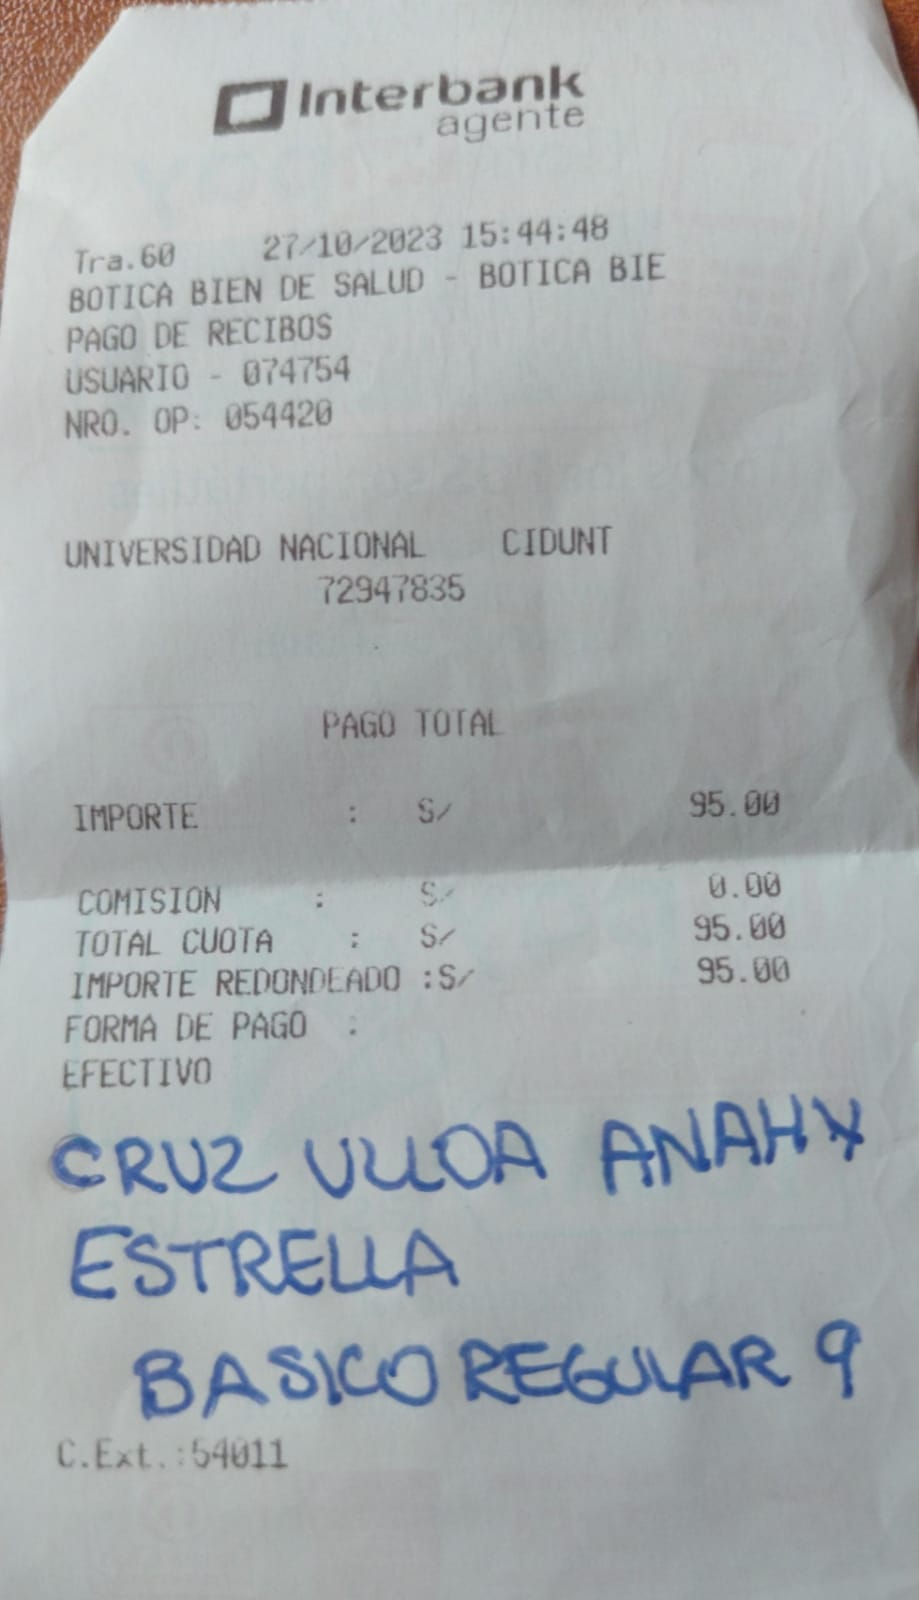 Interbank
agente
Tra.60 27/10/2023 15:44:48
BOTICA BIEN DE SALUD - BOTICA BIE
PAGO DE RECIBOS
USUARIO - 074754
NRO. OP: 054420
UNIVERSIDAD NACIONAL CIDUNT
72947835
PAGO TOTAL
IMPORTE : S/ 95.00
COMISION : S/ 0.00
TOTAL CUOTA : S/ 95.00
IMPORTE REDONDEADO :S/ 95.00
FORMA DE PAGO :
EFECTIVO
CRUZ ULLOA ANAHY
ESTRELLA
BASICO REGULAR 9
C.Ext.:54011